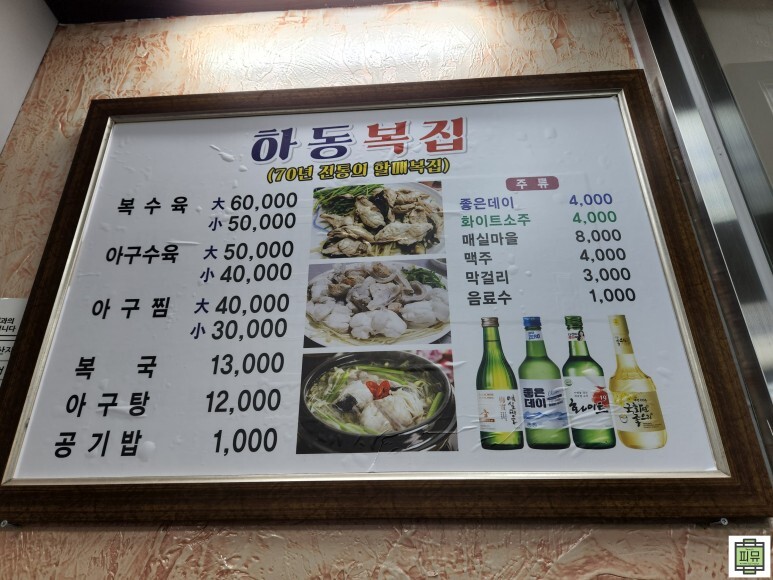 하동복집
(70년 전통의 할매복집)
복수육 大 60,000
小 50,000
아구수육 大 50,000
小 40,000
아구찜 大 40,000
小 30,000
복국 13,000
아구탕 12,000
공기밥 1,000
주류
좋은데이 4,000
화이트소주 4,000
매실마을 8,000
맥주 4,000
막걸리 3,000
음료수 1,000
좋은데이
화이트
피뮤